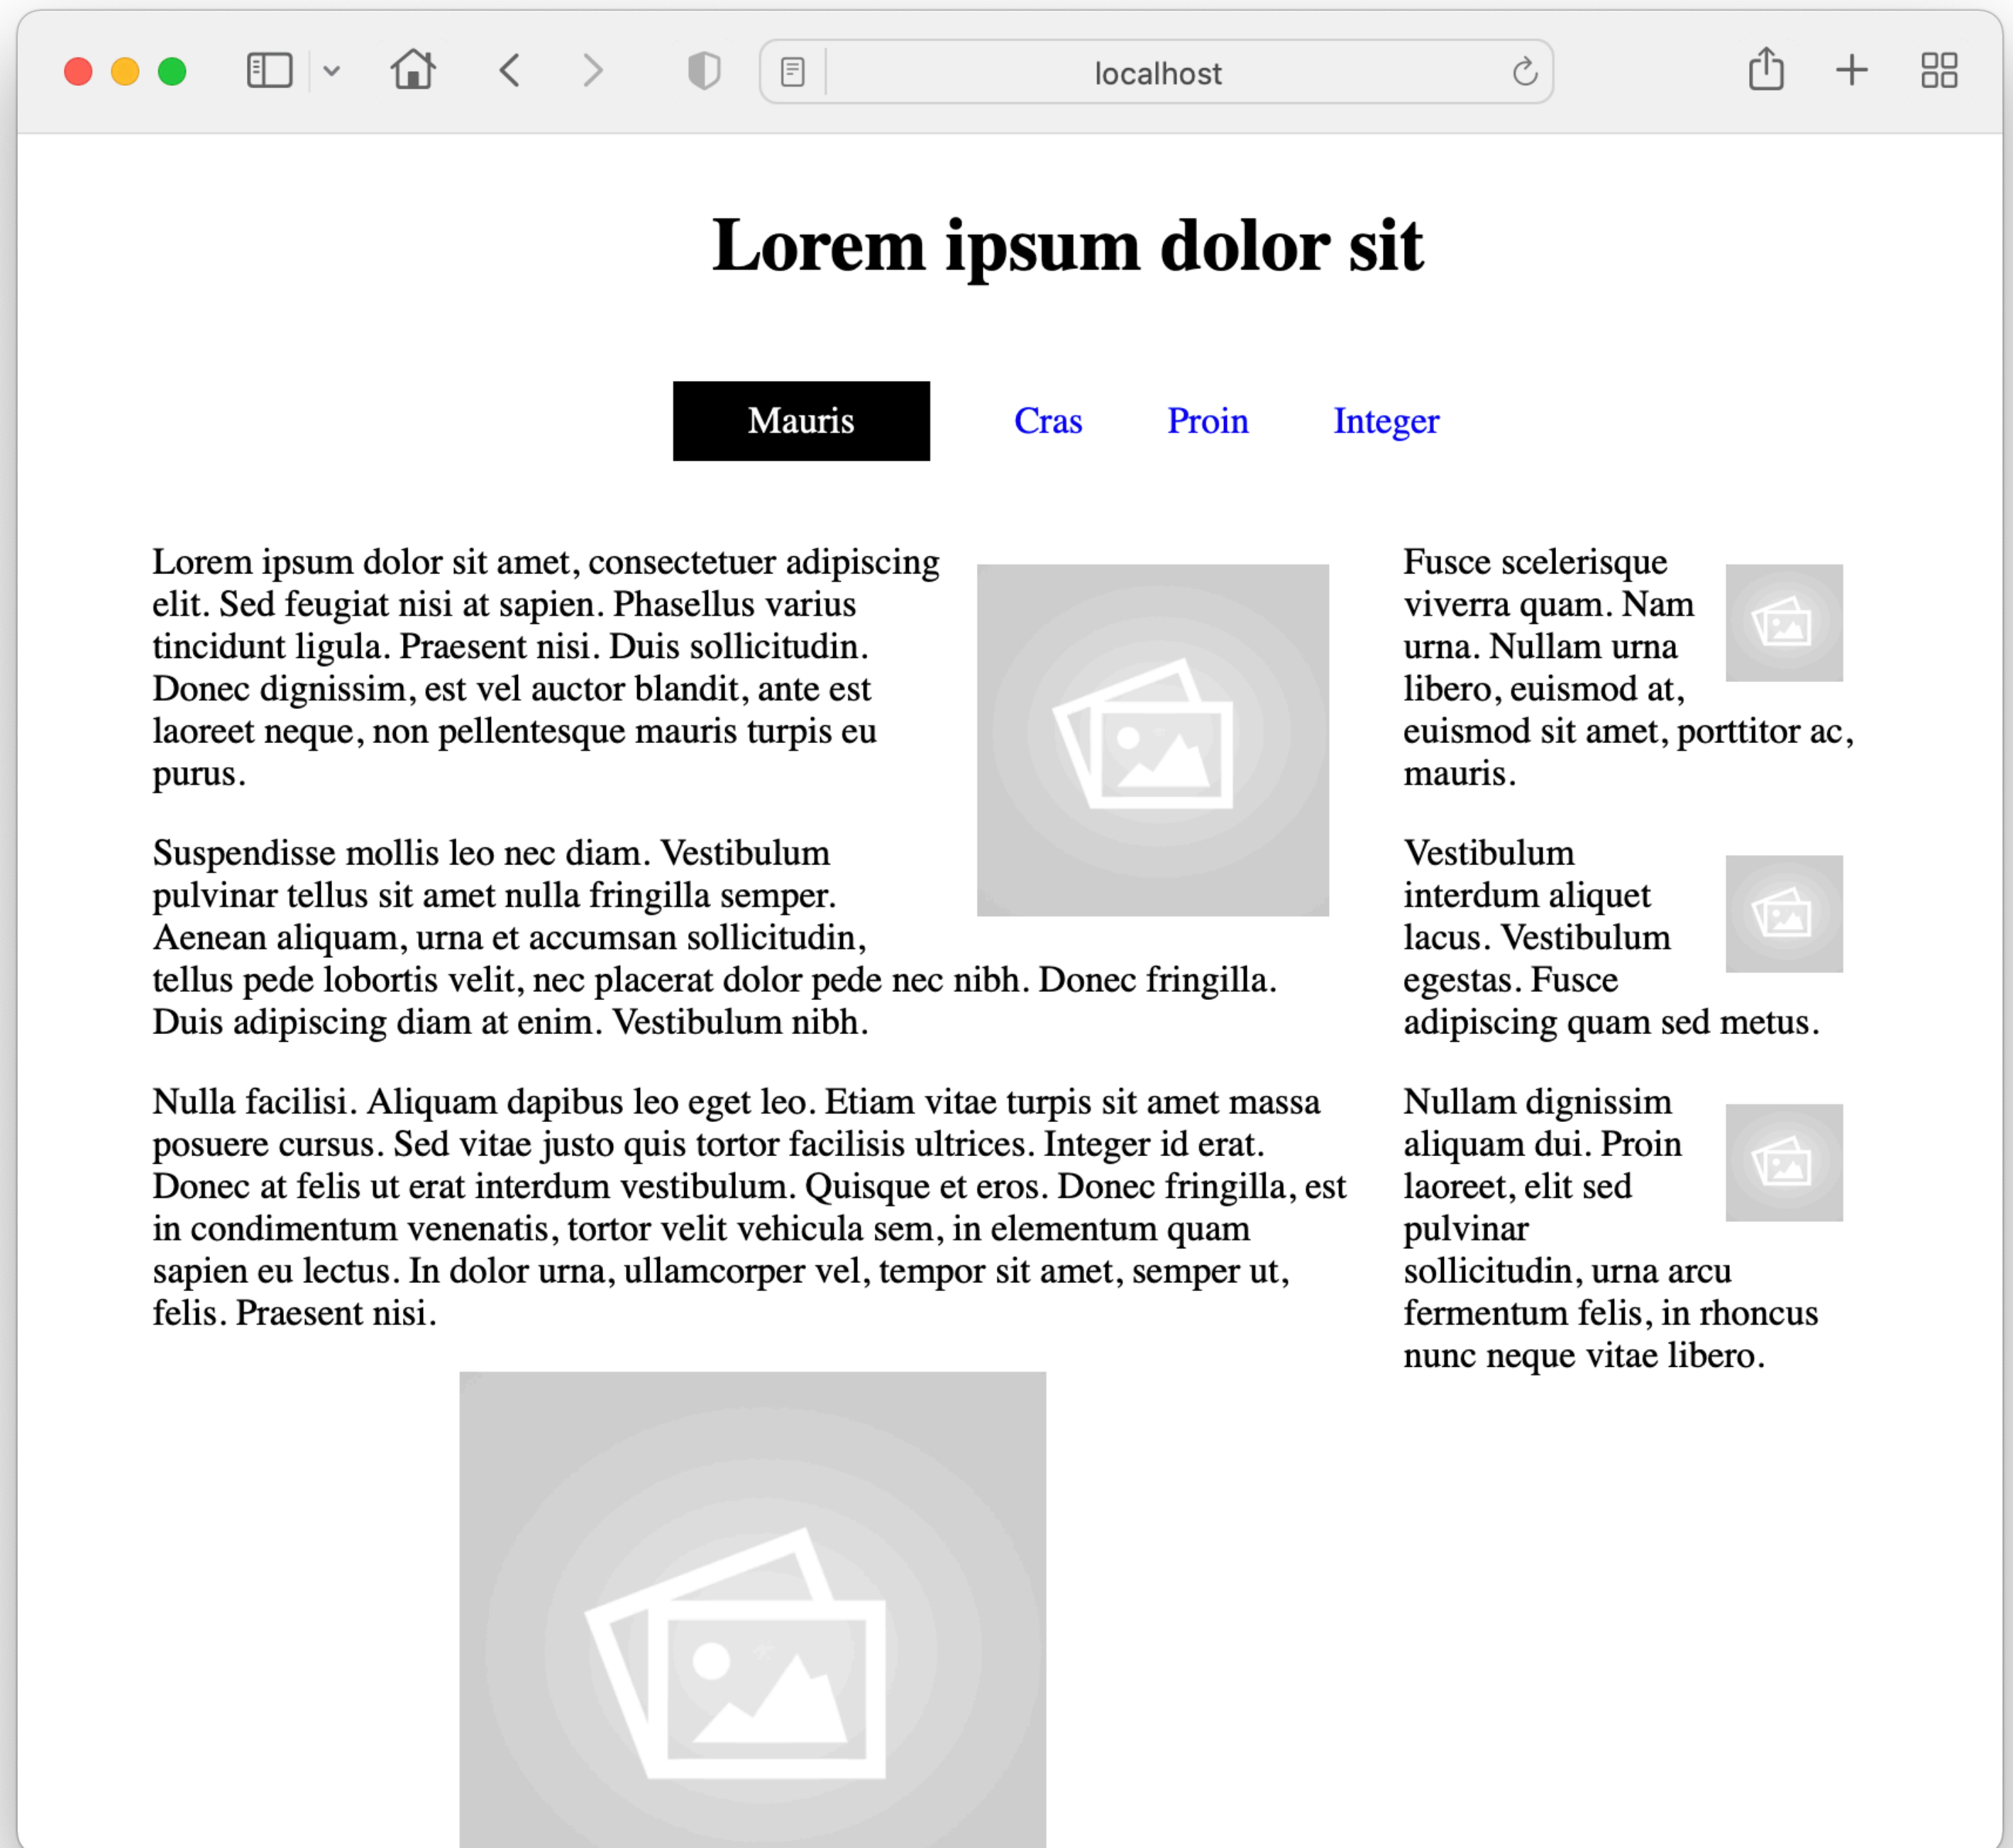 localhost
Lorem ipsum dolor sit
Mauris Cras Proin Integer
Lorem ipsum dolor sit amet, consectetuer adipiscing
elit. Sed feugiat nisi at sapien. Phasellus varius
tincidunt ligula. Praesent nisi. Duis sollicitudin.
Donec dignissim, est vel auctor blandit, ante est
laoreet neque, non pellentesque mauris turpis eu
purus.
Suspendisse mollis leo nec diam. Vestibulum
pulvinar tellus sit amet nulla fringilla semper.
Aenean aliquam, urna et accumsan sollicitudin,
tellus pede lobortis velit, nec placerat dolor pede nec nibh. Donec fringilla.
Duis adipiscing diam at enim. Vestibulum nibh.
Nulla facilisi. Aliquam dapibus leo eget leo. Etiam vitae turpis sit amet massa
posuere cursus. Sed vitae justo quis tortor facilisis ultrices. Integer id erat.
Donec at felis ut erat interdum vestibulum. Quisque et eros. Donec fringilla, est
in condimentum venenatis, tortor velit vehicula sem, in elementum quam
sapien eu lectus. In dolor urna, ullamcorper vel, tempor sit amet, semper ut,
felis. Praesent nisi.
Fusce scelerisque
viverra quam. Nam
urna. Nullam urna
libero, euismod at,
euismod sit amet, porttitor ac,
mauris.
Vestibulum
interdum aliquet
lacus. Vestibulum
egestas. Fusce
adipiscing quam sed metus.
Nullam dignissim
aliquam dui. Proin
laoreet, elit sed
pulvinar
sollicitudin, urna arcu
fermentum felis, in rhoncus
nunc neque vitae libero.